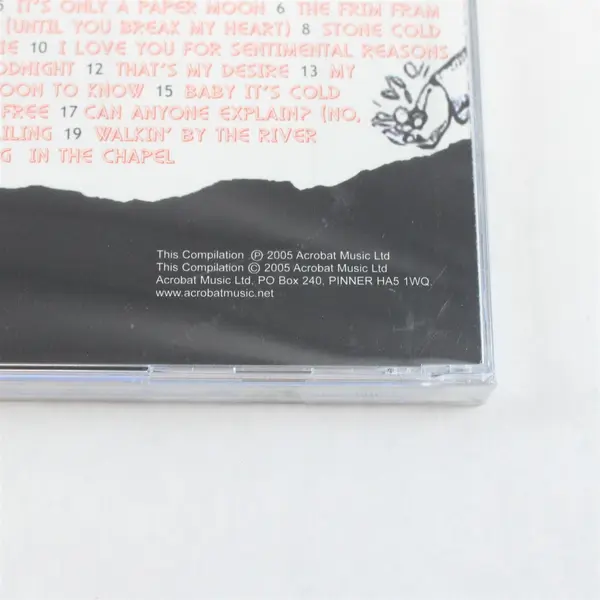 5 IT'S ONLY A PAPER MOON 6 THE FRIM FRAM
(UNTIL YOU BREAK MY HEART) 8 STONE COLD
IE 10 I LOVE YOU FOR SENTIMENTAL REASONS
ODNIGHT 12 THAT'S MY DESIRE 13 MY
OON TO KNOW 15 BABY IT'S COLD
FREE 17 CAN ANYONE EXPLAIN? (NO,
AILING 19 WALKIN' BY THE RIVER
G IN THE CHAPEL
This Compilation ℗ 2005 Acrobat Music Ltd
This Compilation © 2005 Acrobat Music Ltd
Acrobat Music Ltd, PO Box 240, PINNER HA5 1WQ.
www.acrobatmusic.net